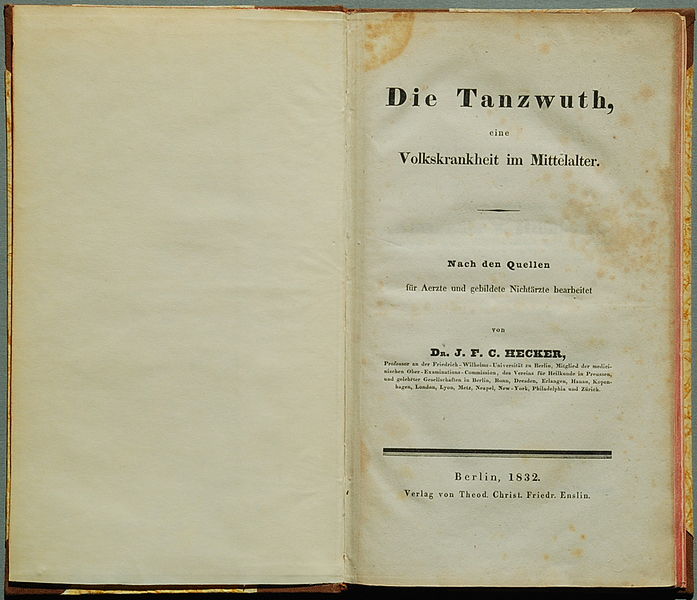 Die Tanzwuth,
eine
Volkskrankheit im Mittelalter.
Nach den Quellen
für Aerzte und gebildete Nichtärzte bearbeitet
von
Dr. J. F. C. HECKER,
Professor an der Friedrich-Wilhelms-Universität zu Berlin, Mitglied der medici-
nischen Ober-Examinations-Commission, des Vereins für Heilkunde in Preussen,
und gelehrter Gesellschaften in Berlin, Bonn, Dresden, Erlangen, Hanau, Kopen-
hagen, London, Lyon, Metz, Neapel, New-York, Philadelphia und Zürich.
Berlin, 1832.
Verlag von Theod. Christ. Friedr. Enslin.